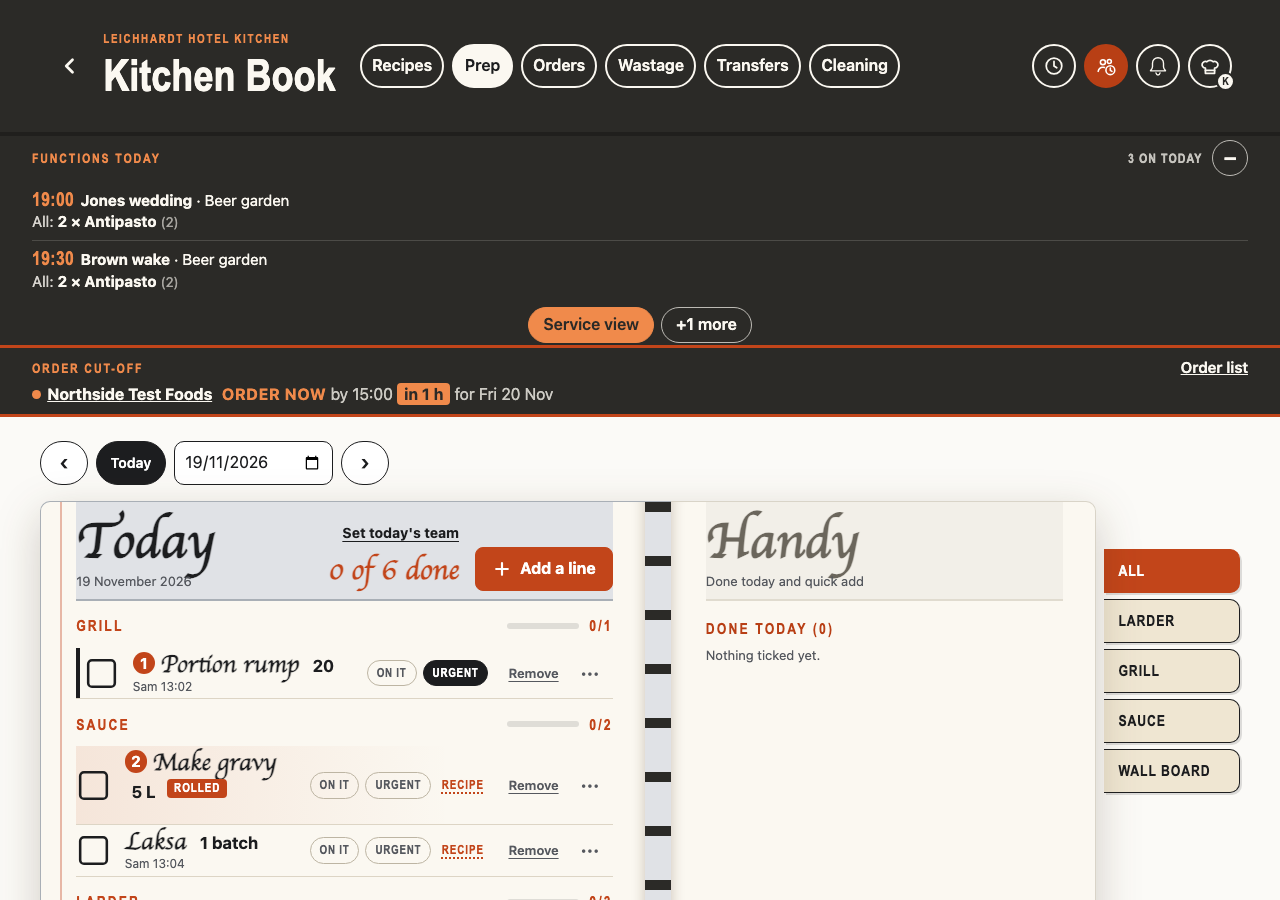 LEICHHARDT HOTEL KITCHEN
Kitchen Book
Recipes Prep Orders Wastage Transfers Cleaning
K
FUNCTIONS TODAY
3 ON TODAY
19:00 Jones wedding · Beer garden
All: 2 × Antipasto (2)
19:30 Brown wake · Beer garden
All: 2 × Antipasto (2)
Service view +1 more
ORDER CUT-OFF
Order list
Northside Test Foods ORDER NOW by 15:00 in 1 h for Fri 20 Nov
‹ Today 19/11/2026 ›
Today
Set today's team
0 of 6 done
+ Add a line
19 November 2026
GRILL 0/1
1 Portion rump 20 ON IT URGENT Remove ...
Sam 13:02
SAUCE 0/2
2 Make gravy
5 L ROLLED ON IT URGENT RECIPE Remove ...
Laksa 1 batch ON IT URGENT RECIPE Remove ...
Sam 13:04
LARDER 0/3
Handy
Done today and quick add
DONE TODAY (0)
Nothing ticked yet.
ALL
LARDER
GRILL
SAUCE
WALL BOARD